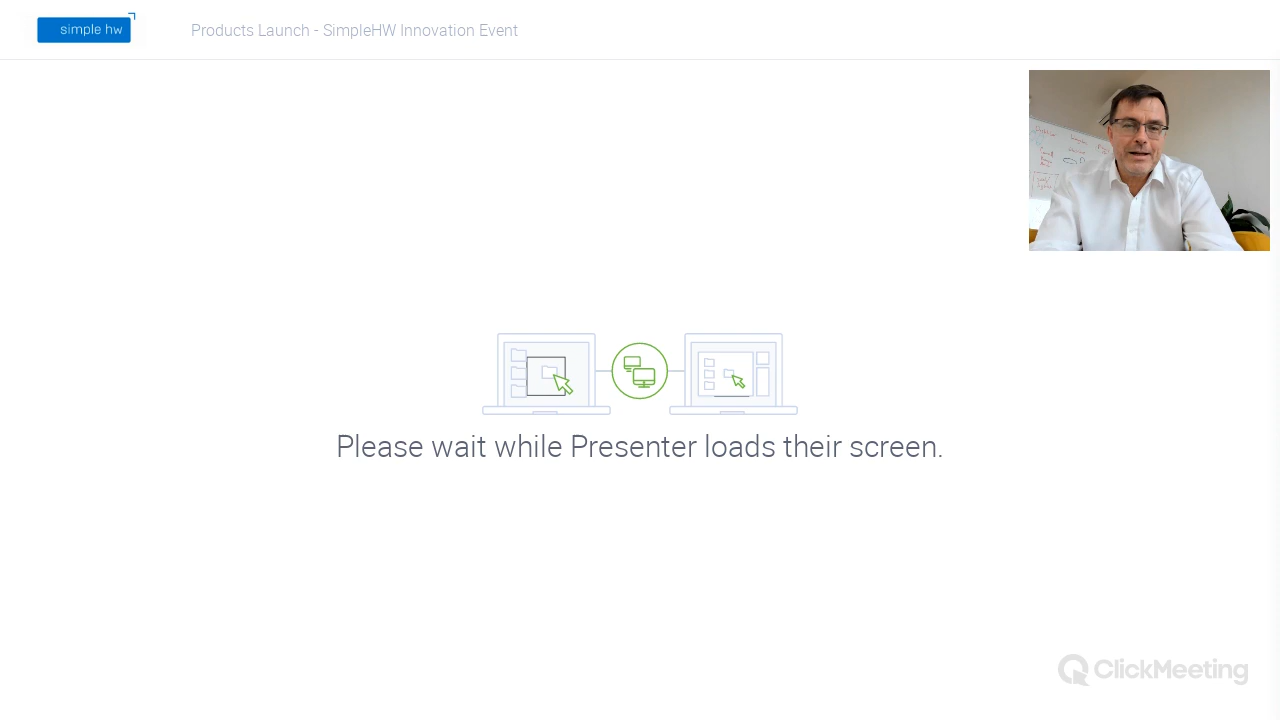 simple hw
Products Launch - SimpleHW Innovation Event
Please wait while Presenter loads their screen.
ClickMeeting